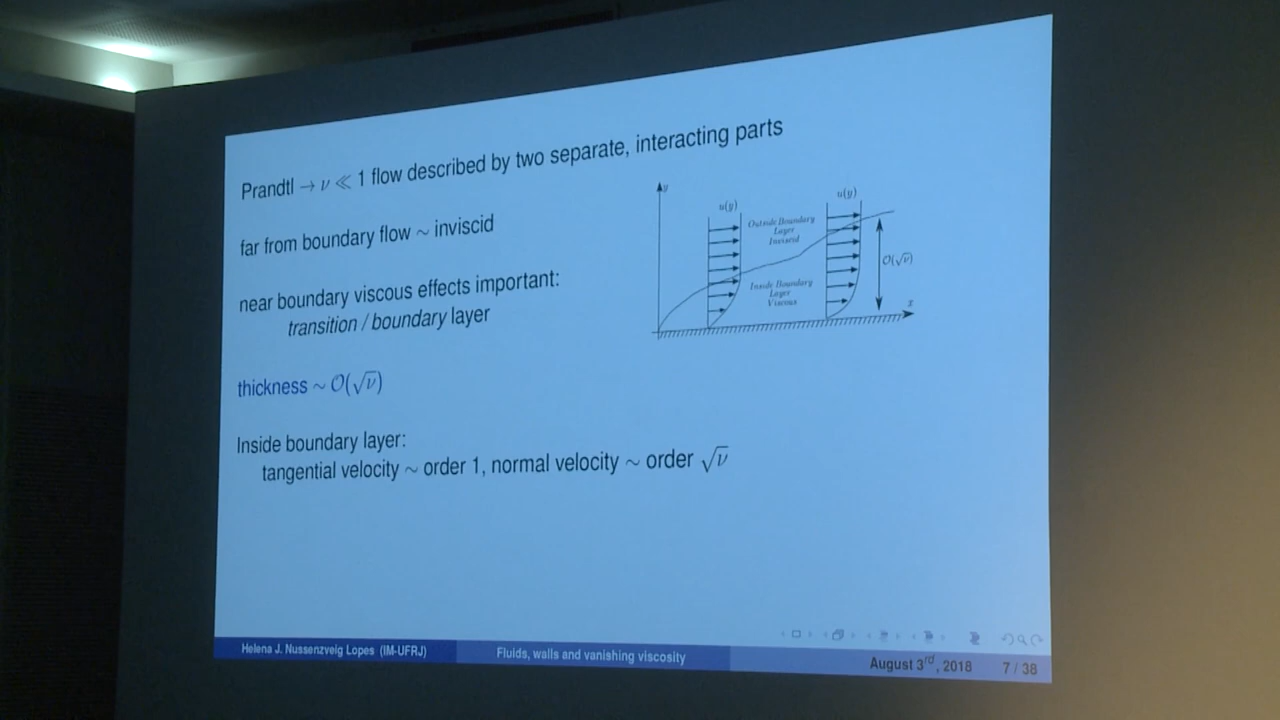 Prandtl → ν ≪ 1 flow described by two separate, interacting parts
far from boundary flow ∼ inviscid
near boundary viscous effects important:
transition / boundary layer
thickness ∼ O(√ν)
Inside boundary layer:
tangential velocity ∼ order 1, normal velocity ∼ order √ν
y
u(y)
u(y)
Outside Boundary
Layer
Inviscid
Inside Boundary
Layer
Viscous
O(√ν)
x
Helena J. Nussenzveig Lopes (IM-UFRJ)
Fluids, walls and vanishing viscosity
August 3rd, 2018
7 / 38